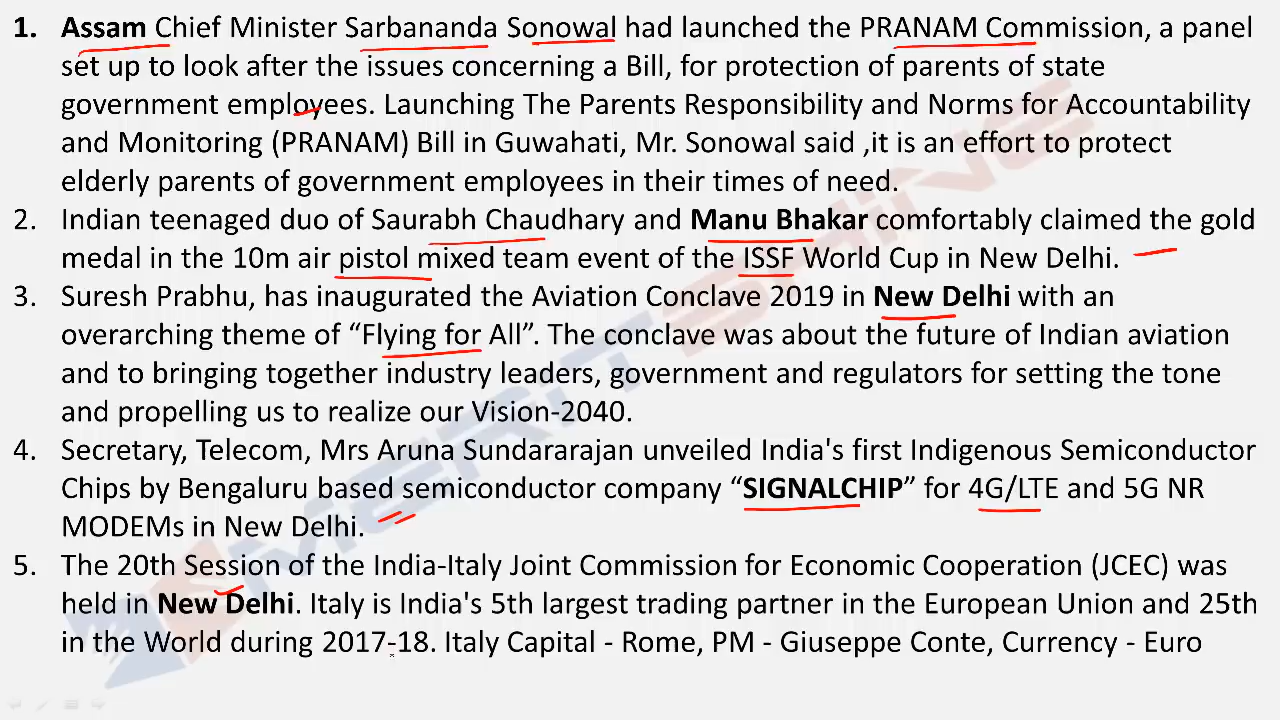 1. Assam Chief Minister Sarbananda Sonowal had launched the PRANAM Commission, a panel
set up to look after the issues concerning a Bill, for protection of parents of state
government employees. Launching The Parents Responsibility and Norms for Accountability
and Monitoring (PRANAM) Bill in Guwahati, Mr. Sonowal said ,it is an effort to protect
elderly parents of government employees in their times of need.
2. Indian teenaged duo of Saurabh Chaudhary and Manu Bhakar comfortably claimed the gold
medal in the 10m air pistol mixed team event of the ISSF World Cup in New Delhi.
3. Suresh Prabhu, has inaugurated the Aviation Conclave 2019 in New Delhi with an
overarching theme of “Flying for All”. The conclave was about the future of Indian aviation
and to bringing together industry leaders, government and regulators for setting the tone
and propelling us to realize our Vision-2040.
4. Secretary, Telecom, Mrs Aruna Sundararajan unveiled India's first Indigenous Semiconductor
Chips by Bengaluru based semiconductor company “SIGNALCHIP” for 4G/LTE and 5G NR
MODEMs in New Delhi.
5. The 20th Session of the India-Italy Joint Commission for Economic Cooperation (JCEC) was
held in New Delhi. Italy is India's 5th largest trading partner in the European Union and 25th
in the World during 2017-18. Italy Capital - Rome, PM - Giuseppe Conte, Currency - Euro
MERIT SHINE